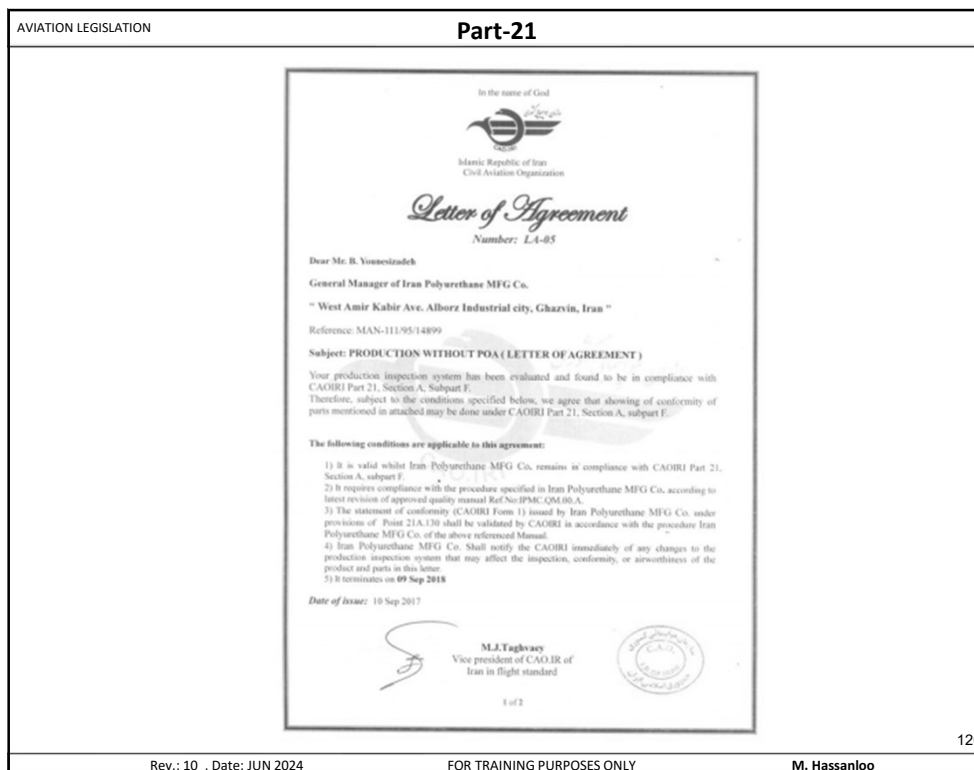 AVIATION LEGISLATION
Part-21
In the name of God
CAO.IRI
Islamic Republic of Iran
Civil Aviation Organization
Letter of Agreement
Number: LA-05
Dear Mr. B. Younesizadeh
General Manager of Iran Polyurethane MFG Co.
" West Amir Kabir Ave. Alborz Industrial city, Ghazvin, Iran "
Reference: MAN-111/95/14899
Subject: PRODUCTION WITHOUT POA ( LETTER OF AGREEMENT )
Your production inspection system has been evaluated and found to be in compliance with
CAOIRI Part 21, Section A, Subpart F.
Therefore, subject to the conditions specified below, we agree that showing of conformity of
parts mentioned in attached may be done under CAOIRI Part 21, Section A, subpart F.
The following conditions are applicable to this agreement:
1) It is valid whilst Iran Polyurethane MFG Co. remains in compliance with CAOIRI Part 21,
Section A, subpart F.
2) It requires compliance with the procedure specified in Iran Polyurethane MFG Co. according to
latest revision of approved quality manual Ref.No:IPMC.QM.00.A.
3) The statement of conformity (CAOIRI Form 1) issued by Iran Polyurethane MFG Co. under
provisions of Point 21A.130 shall be validated by CAOIRI in accordance with the procedure Iran
Polyurethane MFG Co. of the above referenced Manual.
4) Iran Polyurethane MFG Co. Shall notify the CAOIRI immediately of any changes to the
production inspection system that may affect the inspection, conformity, or airworthiness of the
product and parts in this letter.
5) It terminates on 09 Sep 2018
Date of issue: 10 Sep 2017
M.J.Taghvaey
Vice president of CAO.IR of
Iran in flight standard
1 of 2
12
Rev.: 10 , Date: JUN 2024
FOR TRAINING PURPOSES ONLY
M. Hassanloo